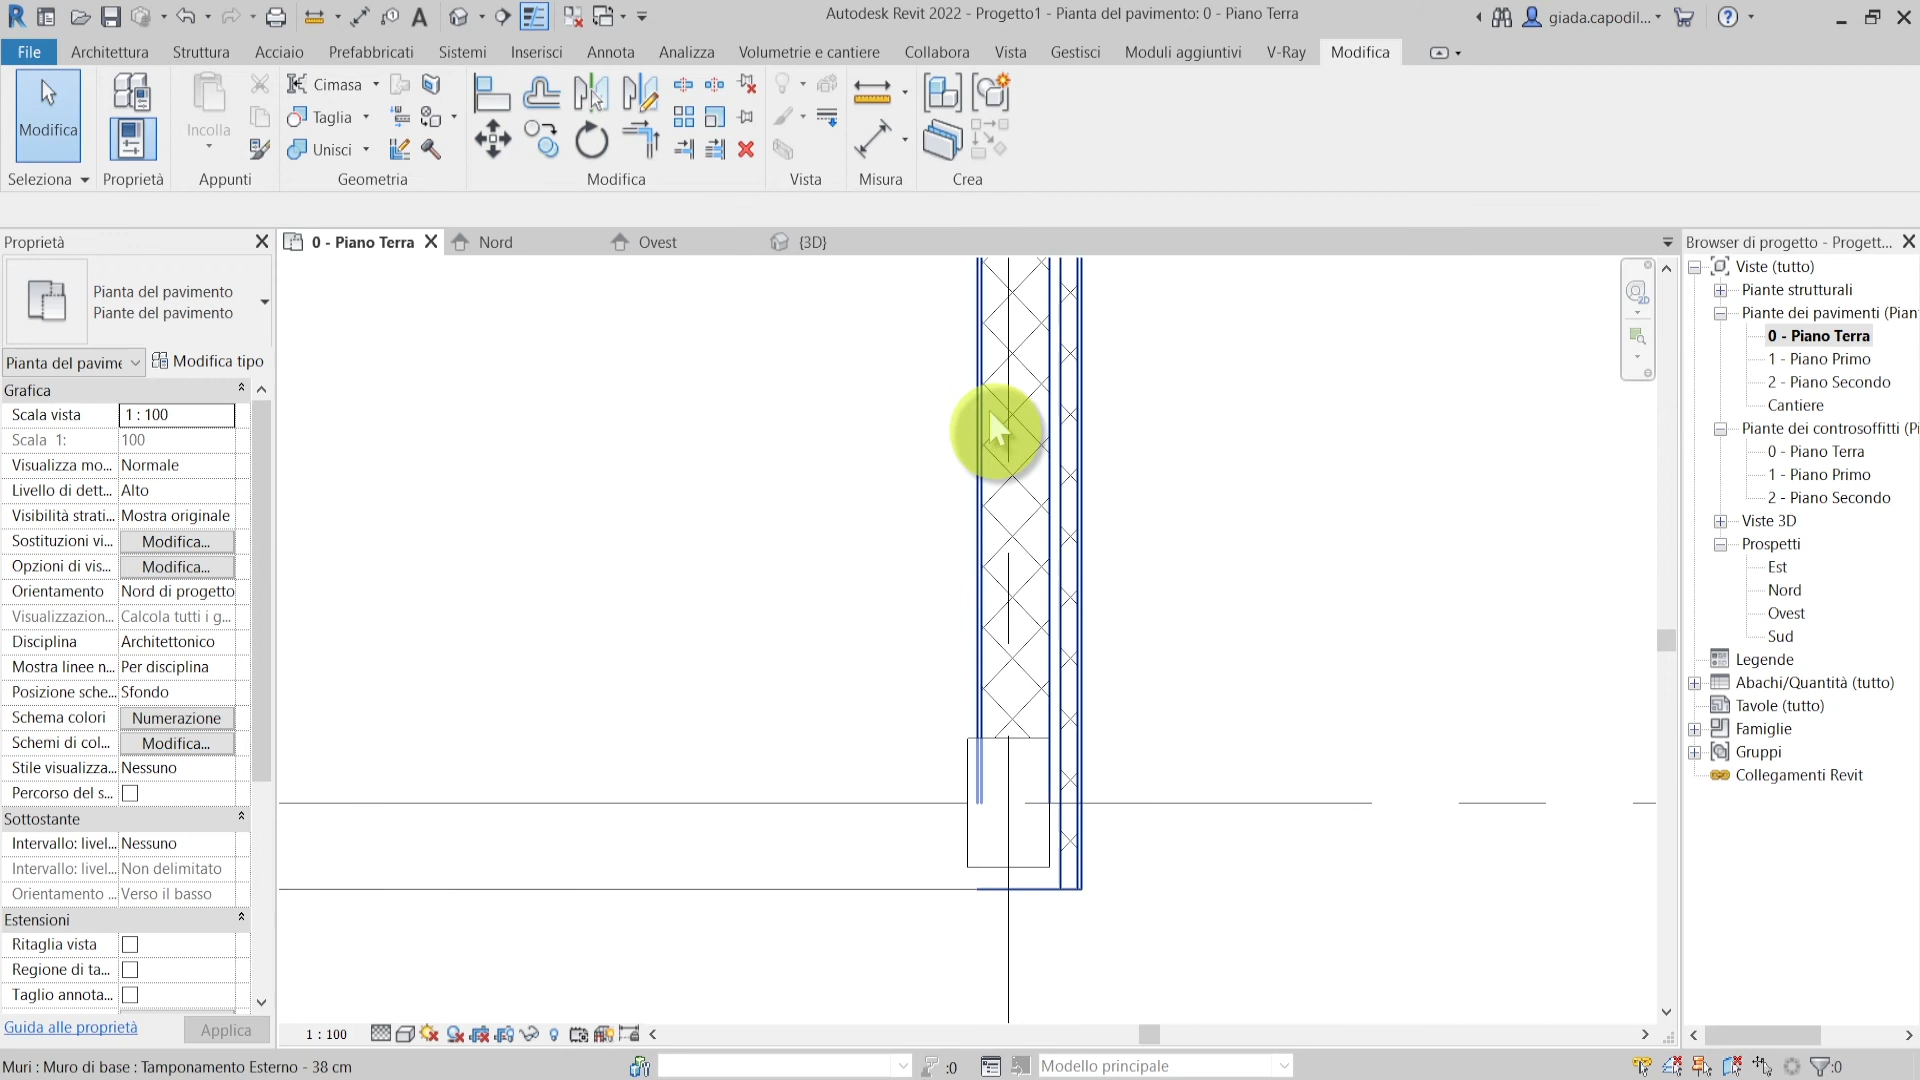 Autodesk Revit 2022 - Progetto1 - Pianta del pavimento: 0 - Piano Terra
giada.capodil...
File Architettura Struttura Acciaio Prefabbricati Sistemi Inserisci Annota Analizza Volumetrie e cantiere Collabora Vista Gestisci Moduli aggiuntivi V-Ray Modifica
Modifica
Incolla
Cimasa
Taglia
Unisci
Seleziona Proprietà Appunti Geometria Modifica Vista Misura Crea
Proprietà
0 - Piano Terra Nord Ovest {3D}
Browser di progetto - Progett...
Pianta del pavimento
Piante del pavimento
Pianta del pavime Modifica tipo
Grafica
Scala vista 1 : 100
Scala 1: 100
Visualizza mo... Normale
Livello di dett... Alto
Visibilità strati... Mostra originale
Sostituzioni vi... Modifica...
Opzioni di vis... Modifica...
Orientamento Nord di progetto
Visualizzazion... Calcola tutti i g...
Disciplina Architettonico
Mostra linee n... Per disciplina
Posizione sche... Sfondo
Schema colori Numerazione
Schemi di col... Modifica...
Stile visualizza... Nessuno
Percorso del s...
Sottostante
Intervallo: livel... Nessuno
Intervallo: livel... Non delimitato
Orientamento ... Verso il basso
Estensioni
Ritaglia vista
Regione di ta...
Taglio annota...
Guida alle proprietà Applica
2D
Viste (tutto)
Piante strutturali
Piante dei pavimenti (Pian
0 - Piano Terra
1 - Piano Primo
2 - Piano Secondo
Cantiere
Piante dei controsoffitti (Pi
0 - Piano Terra
1 - Piano Primo
2 - Piano Secondo
Viste 3D
Prospetti
Est
Nord
Ovest
Sud
Legende
Abachi/Quantità (tutto)
Tavole (tutto)
Famiglie
Gruppi
Collegamenti Revit
1 : 100
Muri : Muro di base : Tamponamento Esterno - 38 cm
:0
Modello principale
:0